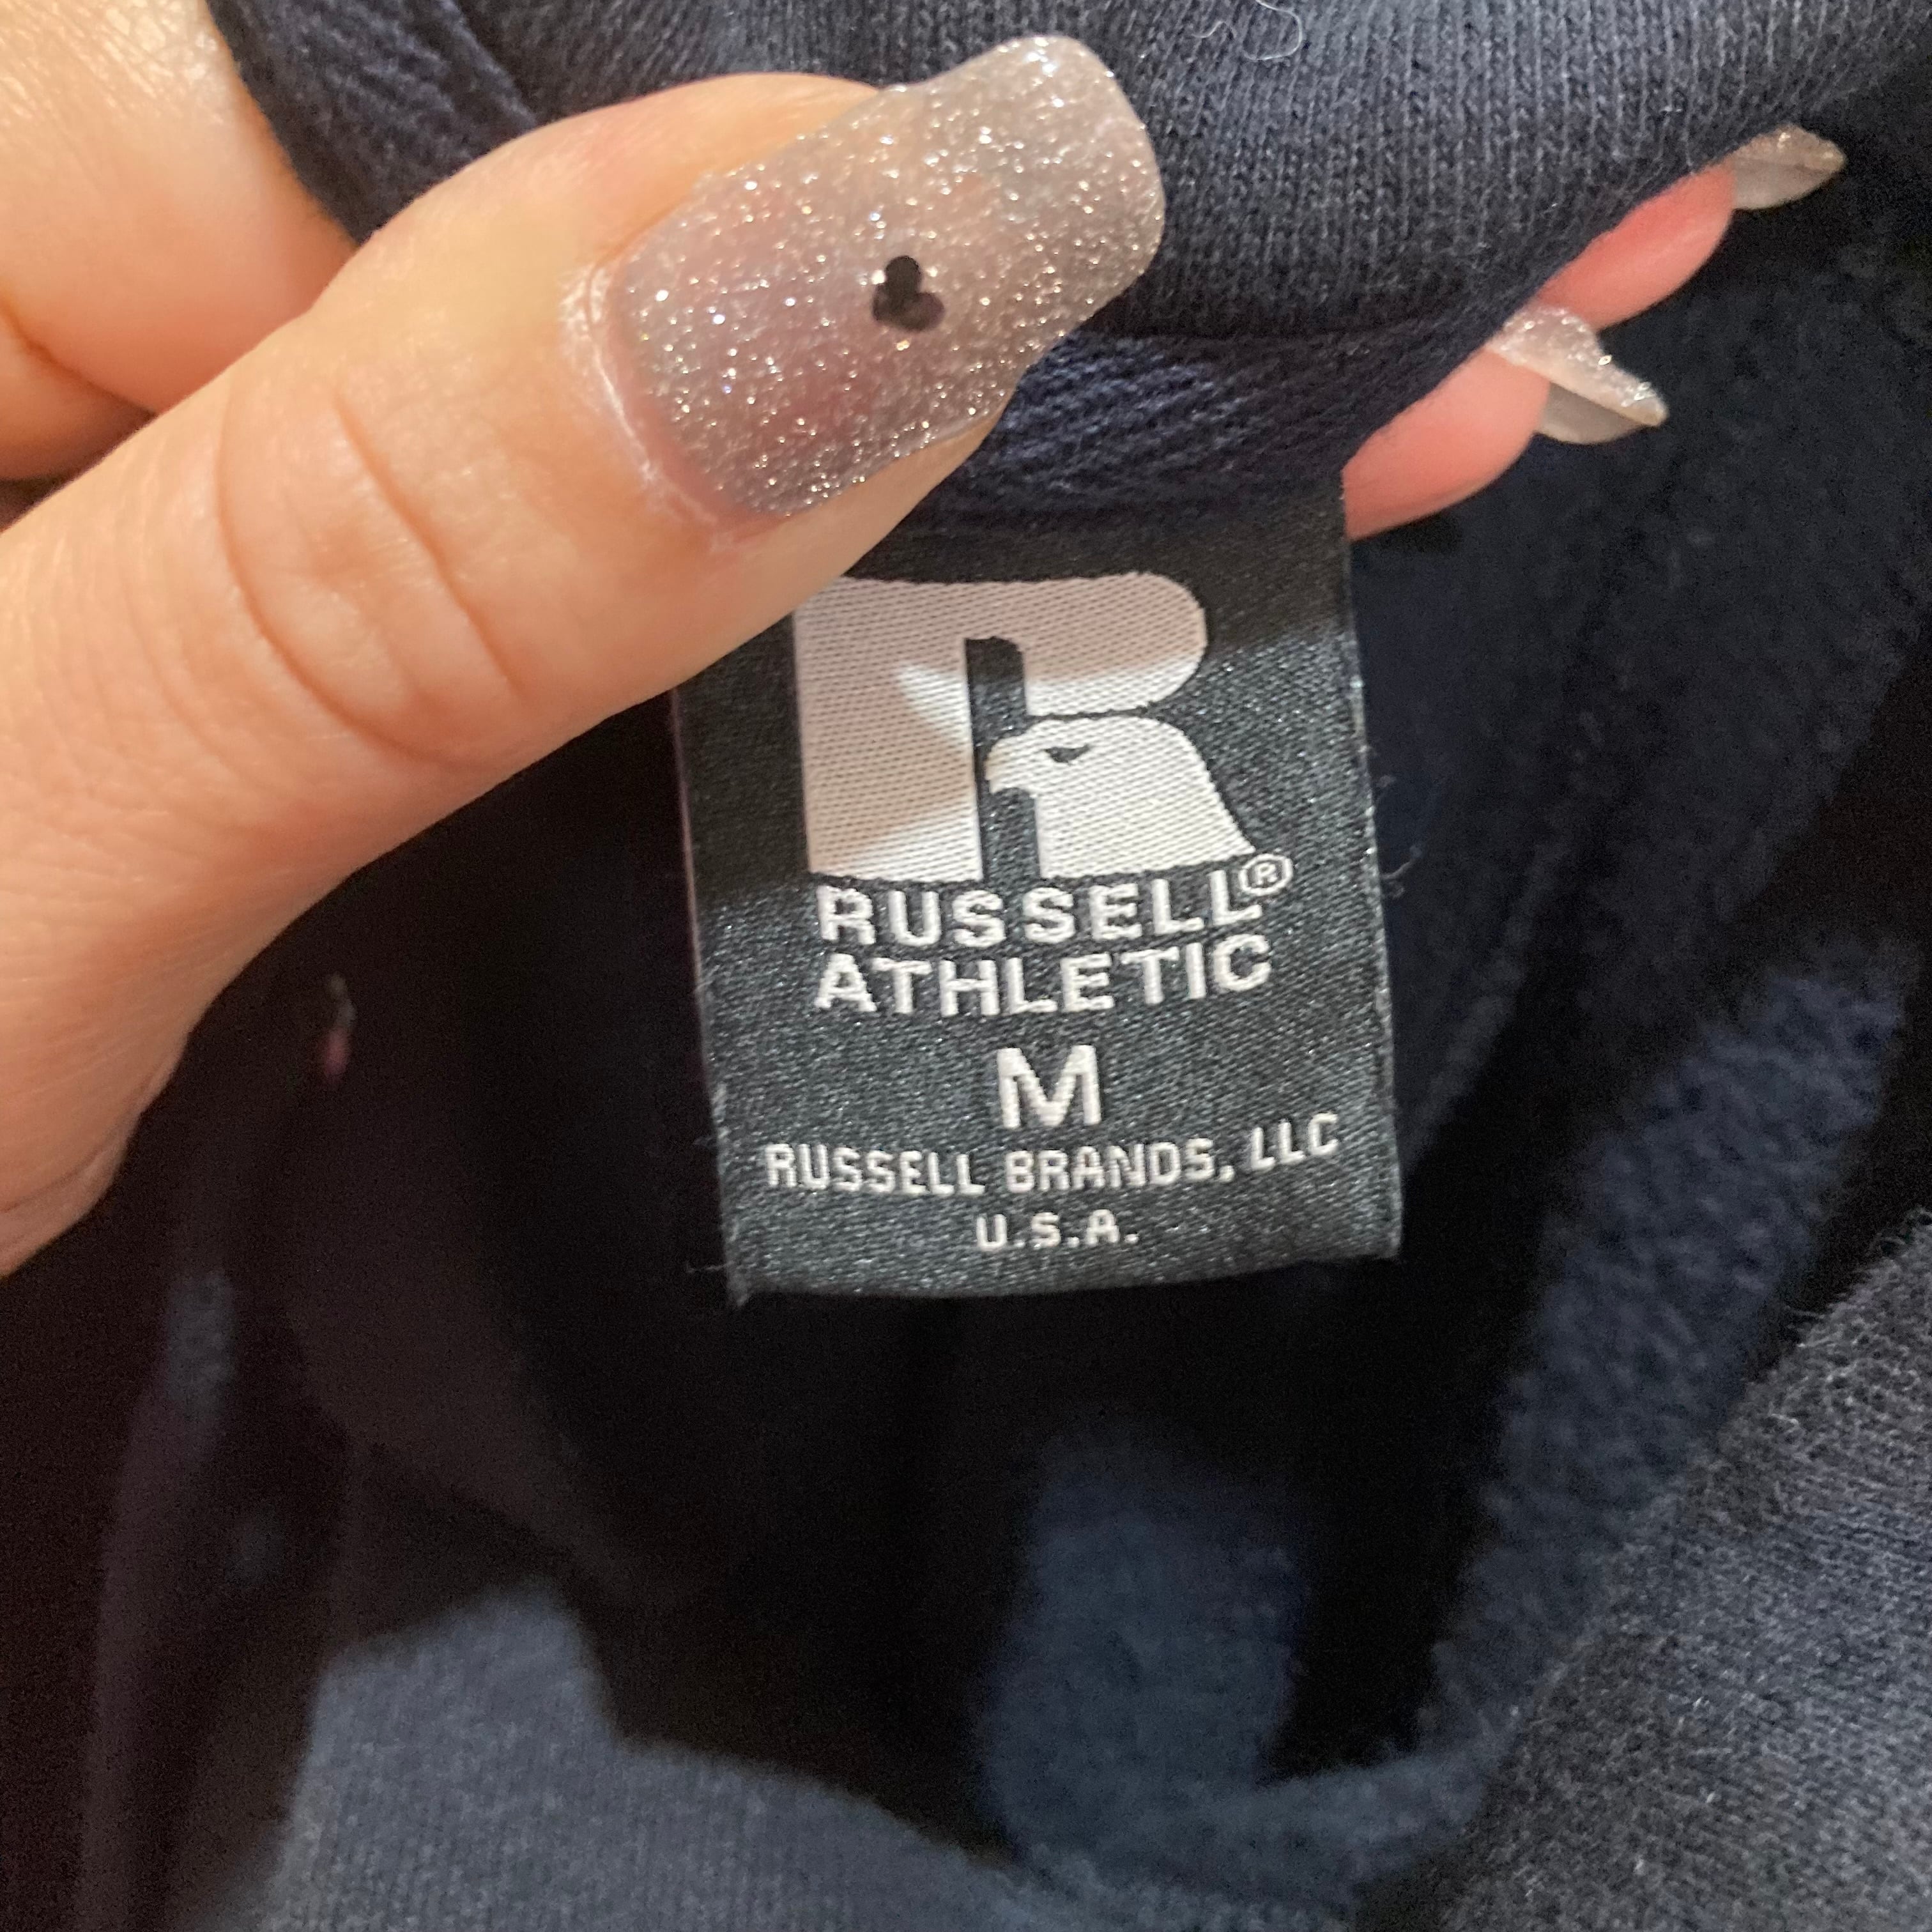 R
RUSSELL®
ATHLETIC
M
RUSSELL BRANDS, LLC
U.S.A.